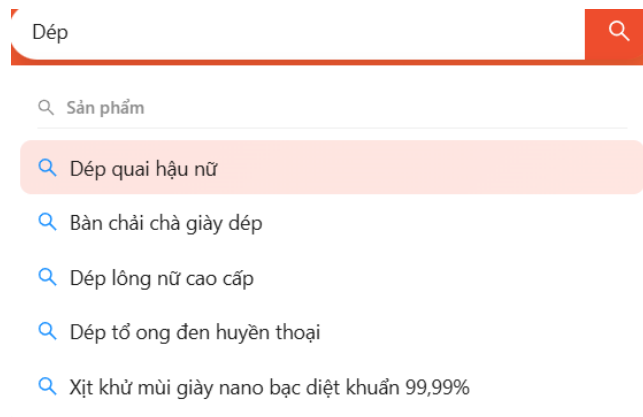 Dép
Sản phẩm
Dép quai hậu nữ
Bàn chải chà giày dép
Dép lông nữ cao cấp
Dép tổ ong đen huyền thoại
Xịt khử mùi giày nano bạc diệt khuẩn 99,99%